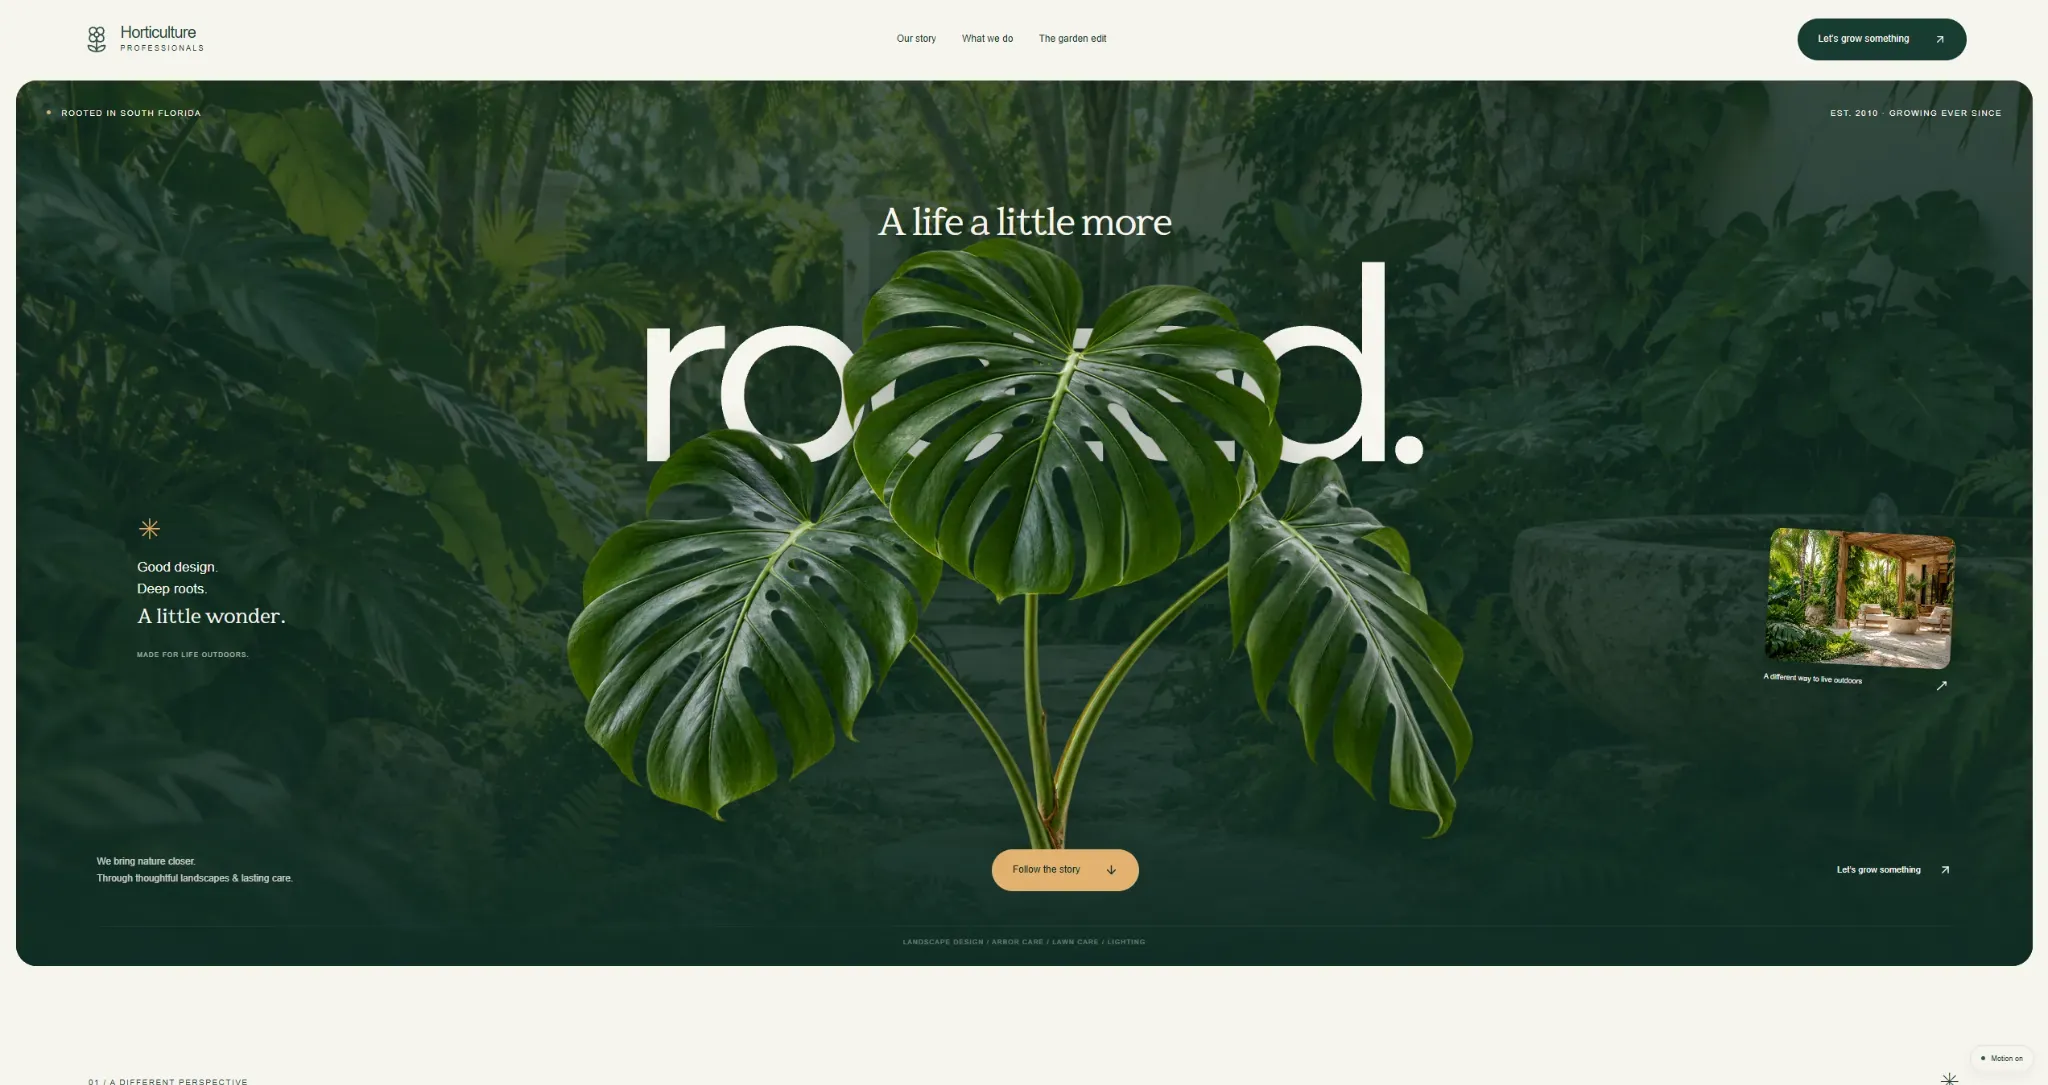 Horticulture
PROFESSIONALS
Our story
What we do
The garden edit
Let's grow something
ROOTED IN SOUTH FLORIDA
EST. 2010 · GROWING EVER SINCE
A life a little more
rooted.
Good design.
Deep roots.
A little wonder.
MADE FOR LIFE OUTDOORS.
A different way to live outdoors
We bring nature closer.
Through thoughtful landscapes & lasting care.
Follow the story
Let's grow something
LANDSCAPE DESIGN / ARBOR CARE / LAWN CARE / LIGHTING
Motion on
01 / A DIFFERENT PERSPECTIVE